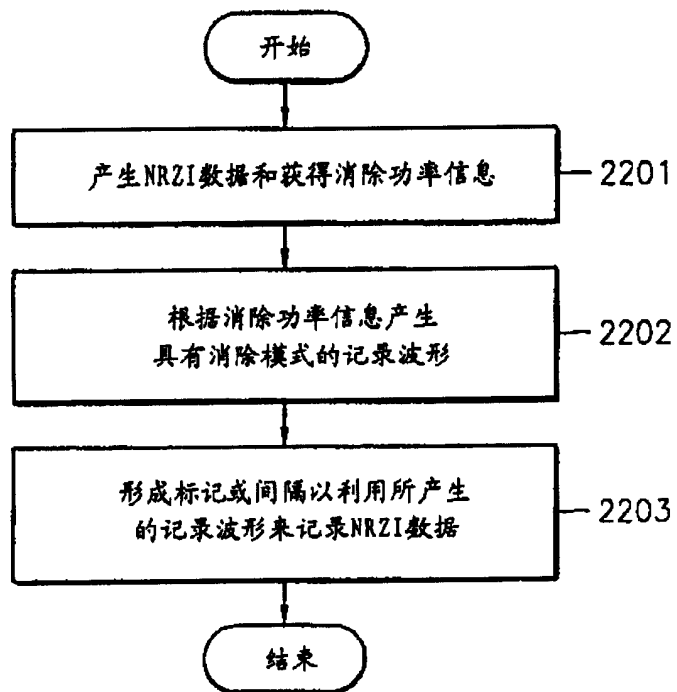 开始
产生NRZI数据和获得消除功率信息
2201
根据消除功率信息产生
具有消除模式的记录波形
2202
形成标记或间隔以利用所产生
的记录波形来记录NRZI数据
2203
结束